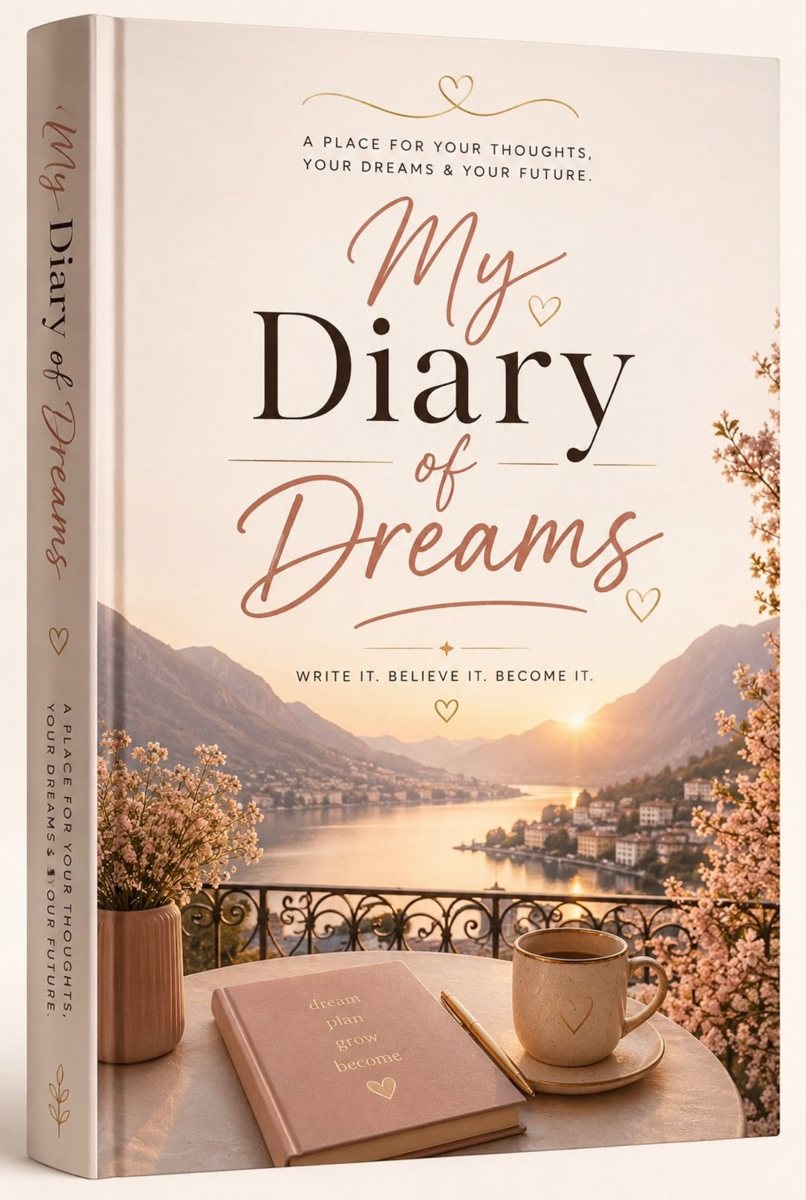 A PLACE FOR YOUR THOUGHTS,
YOUR DREAMS & YOUR FUTURE.
My
Diary
of
Dreams
WRITE IT. BELIEVE IT. BECOME IT.
dream
plan
grow
become
My Diary of Dreams
A PLACE FOR YOUR THOUGHTS,
YOUR DREAMS & YOUR FUTURE.